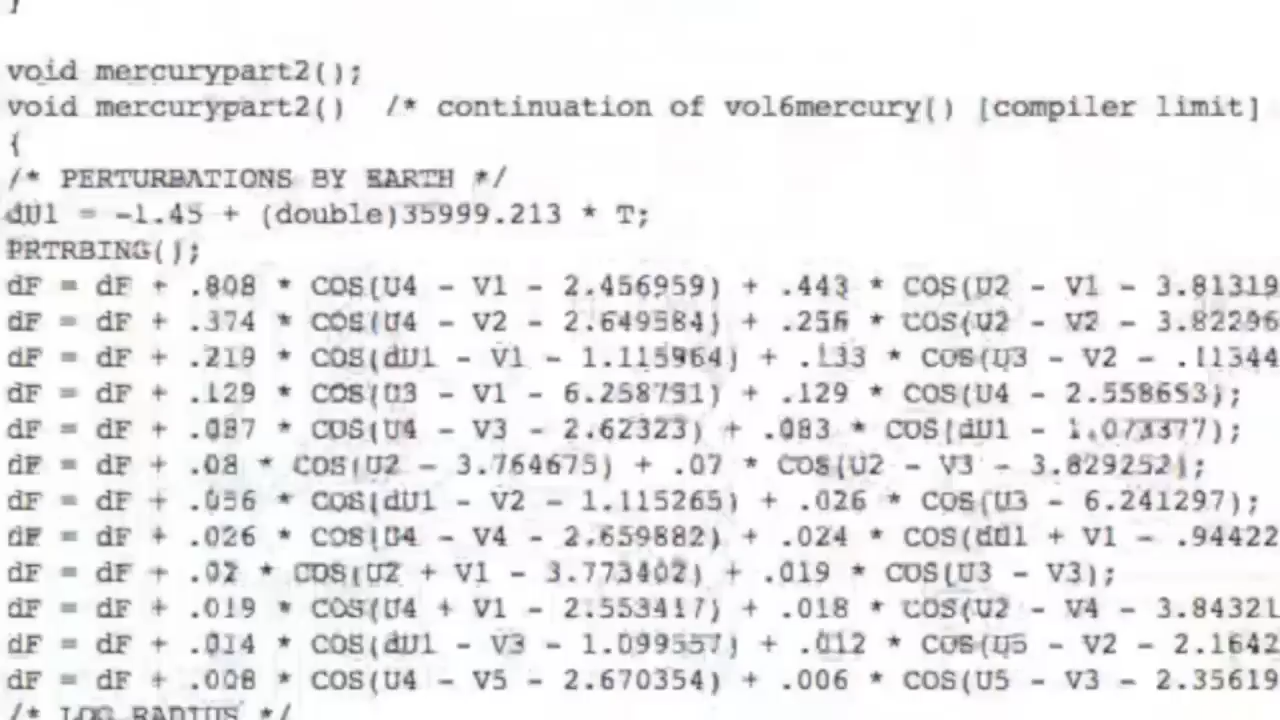 }
void mercurypart2();
void mercurypart2()  /* continuation of vol6mercury() [compiler limit]
{
/* PERTURBATIONS BY EARTH */
dU1 = -1.45 + (double)35999.213 * T;
PRTRBING();
dF = dF + .808 * COS(U4 - V1 - 2.456959) + .443 * COS(U2 - V1 - 3.81319
dF = dF + .374 * COS(U4 - V2 - 2.649584) + .256 * COS(U2 - V2 - 3.82296
dF = dF + .219 * COS(dU1 - V1 - 1.115964) + .133 * COS(U3 - V2 - .11344
dF = dF + .129 * COS(U3 - V1 - 6.258751) + .129 * COS(U4 - 2.558653);
dF = dF + .087 * COS(U4 - V3 - 2.62323) + .083 * COS(dU1 - 1.073377);
dF = dF + .08 * COS(U2 - 3.764675) + .07 * COS(U2 - V3 - 3.829252);
dF = dF + .056 * COS(dU1 - V2 - 1.115265) + .026 * COS(U3 - 6.241297);
dF = dF + .026 * COS(U4 - V4 - 2.659882) + .024 * COS(dU1 + V1 - .94422
dF = dF + .02 * COS(U2 + V1 - 3.773402) + .019 * COS(U3 - V3);
dF = dF + .019 * COS(U4 + V1 - 2.553417) + .018 * COS(U2 - V4 - 3.84321
dF = dF + .014 * COS(dU1 - V3 - 1.099557) + .012 * COS(U5 - V2 - 2.1642
dF = dF + .008 * COS(U4 - V5 - 2.670354) + .006 * COS(U5 - V3 - 2.35619
/* LOG RADIUS */